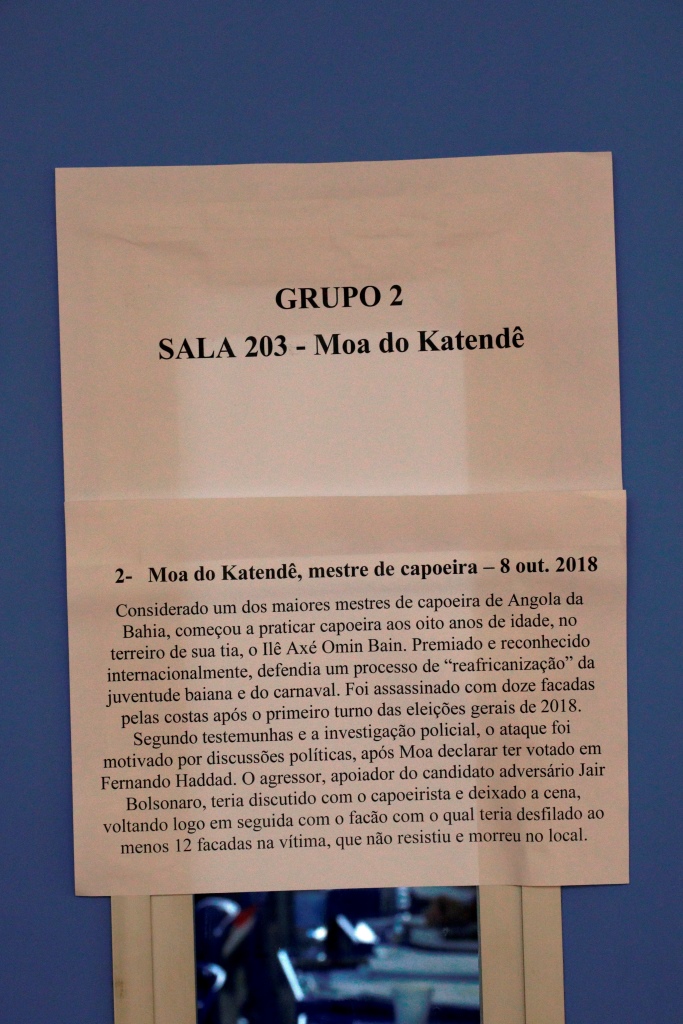 GRUPO 2
SALA 203 - Moa do Katendê
2- Moa do Katendê, mestre de capoeira – 8 out. 2018
Considerado um dos maiores mestres de capoeira de Angola da
Bahia, começou a praticar capoeira aos oito anos de idade, no
terreiro de sua tia, o Ilê Axé Omin Bain. Premiado e reconhecido
internacionalmente, defendia um processo de “reafricanização” da
juventude baiana e do carnaval. Foi assassinado com doze facadas
pelas costas após o primeiro turno das eleições gerais de 2018.
Segundo testemunhas e a investigação policial, o ataque foi
motivado por discussões políticas, após Moa declarar ter votado em
Fernando Haddad. O agressor, apoiador do candidato adversário Jair
Bolsonaro, teria discutido com o capoeirista e deixado a cena,
voltando logo em seguida com o facão com o qual teria desfilado ao
menos 12 facadas na vítima, que não resistiu e morreu no local.